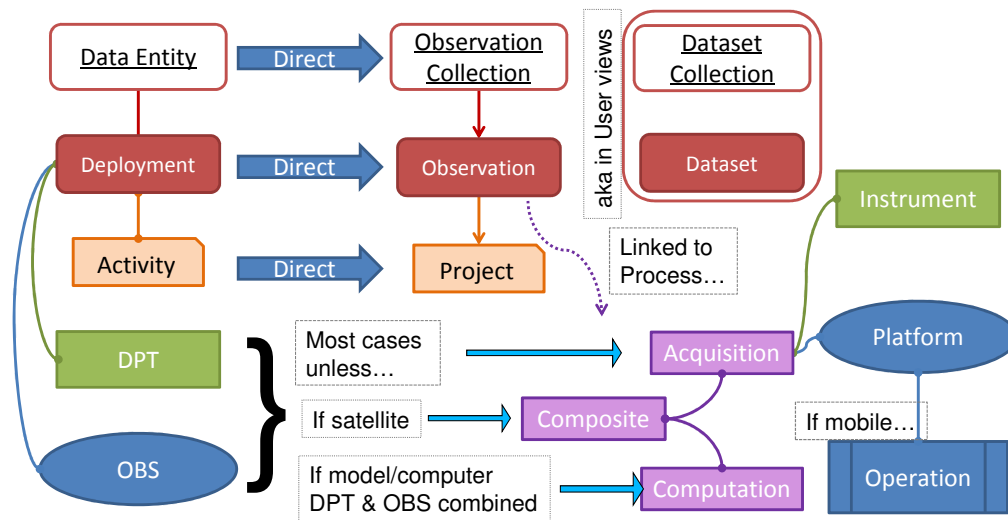 Data Entity
Direct
Observation
Collection
aka in User views
Dataset
Collection
Deployment
Direct
Observation
Dataset
Instrument
Activity
Direct
Project
Linked to
Process…
DPT
Most cases
unless…
Acquisition
Platform
If satellite
Composite
If mobile…
OBS
If model/computer
DPT & OBS combined
Computation
Operation